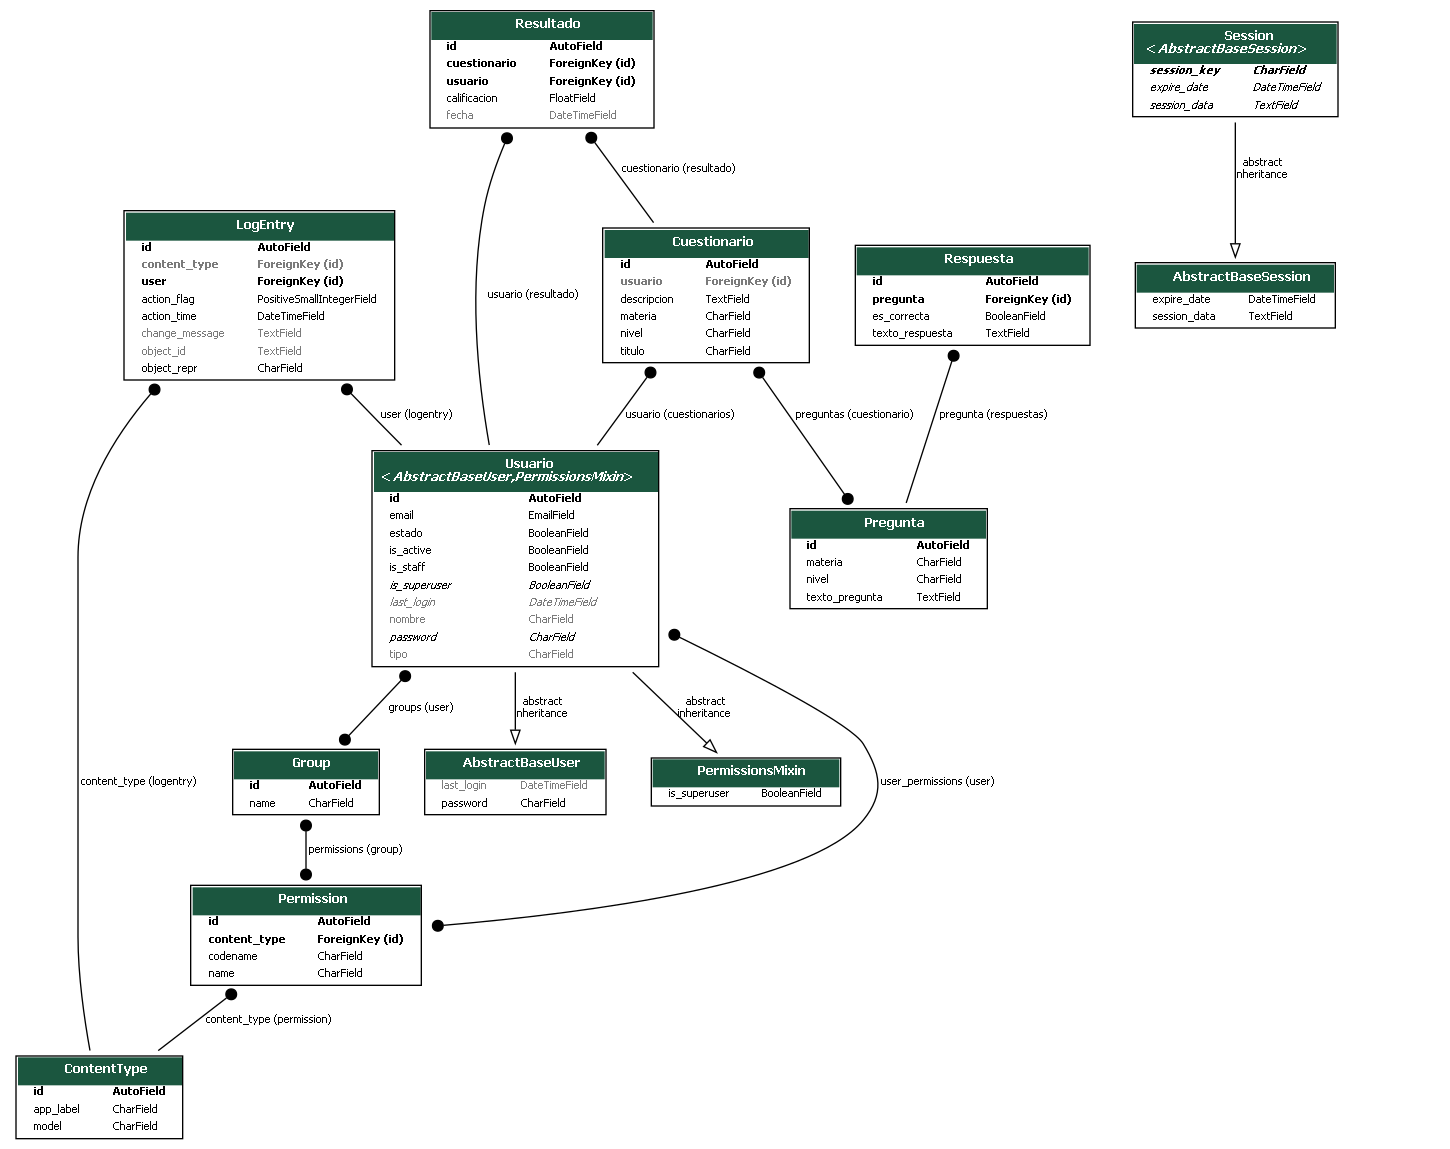 Resultado
id AutoField
cuestionario ForeignKey (id)
usuario ForeignKey (id)
calificacion FloatField
fecha DateTimeField
Session
< AbstractBaseSession>
session_key CharField
expire_date DateTimeField
session_data TextField
cuestionario (resultado)
abstract
inheritance
LogEntry
id AutoField
content_type ForeignKey (id)
user ForeignKey (id)
action_flag PositiveSmallIntegerField
action_time DateTimeField
change_message TextField
object_id TextField
object_repr CharField
usuario (resultado)
Cuestionario
id AutoField
usuario ForeignKey (id)
descripcion TextField
materia CharField
nivel CharField
titulo CharField
Respuesta
id AutoField
pregunta ForeignKey (id)
es_correcta BooleanField
texto_respuesta TextField
AbstractBaseSession
expire_date DateTimeField
session_data TextField
user (logentry)
usuario (cuestionarios)
preguntas (cuestionario)
pregunta (respuestas)
Usuario
< AbstractBaseUser,PermissionsMixin>
id AutoField
email EmailField
estado BooleanField
is_active BooleanField
is_staff BooleanField
is_superuser BooleanField
last_login DateTimeField
nombre CharField
password CharField
tipo CharField
Pregunta
id AutoField
materia CharField
nivel CharField
texto_pregunta TextField
groups (user)
abstract
inheritance
abstract
inheritance
Group
id AutoField
name CharField
AbstractBaseUser
last_login DateTimeField
password CharField
PermissionsMixin
is_superuser BooleanField
content_type (logentry)
user_permissions (user)
permissions (group)
Permission
id AutoField
content_type ForeignKey (id)
codename CharField
name CharField
content_type (permission)
ContentType
id AutoField
app_label CharField
model CharField